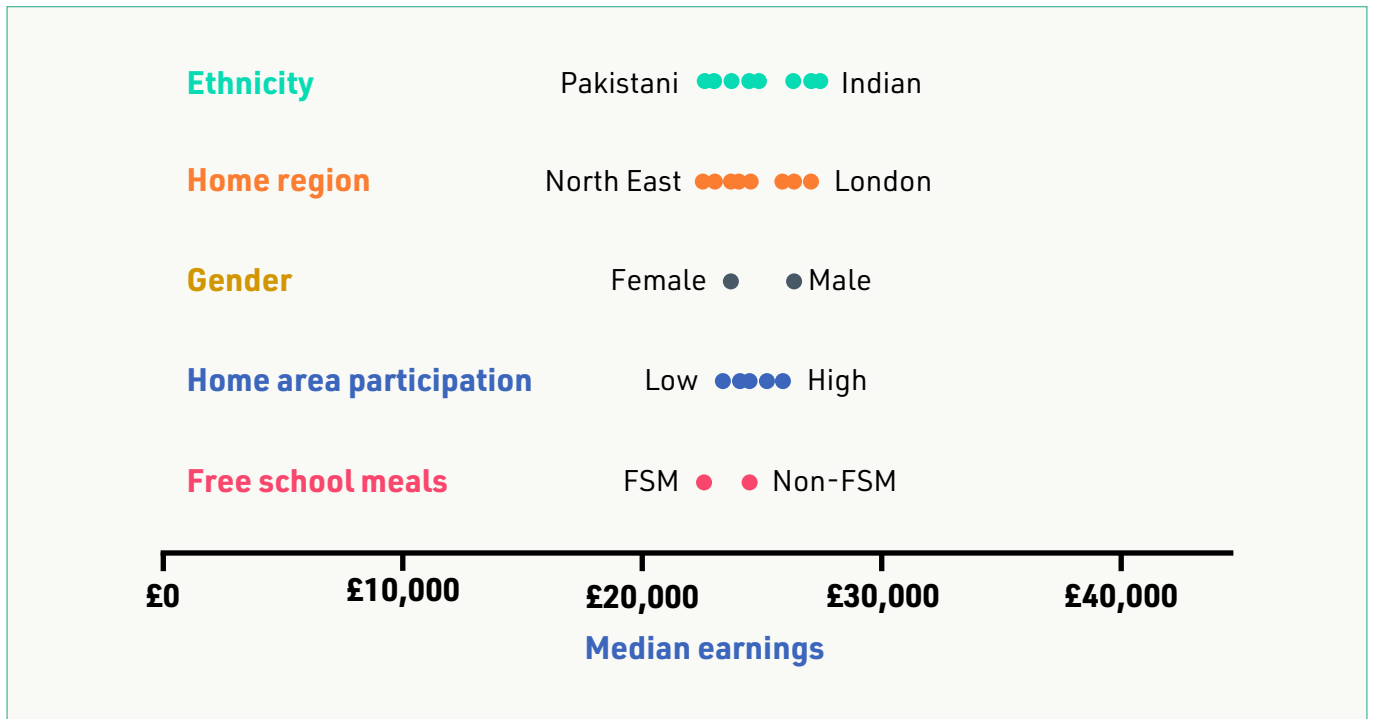 Ethnicity Pakistani Indian
Home region North East London
Gender Female Male
Home area participation Low High
Free school meals FSM Non-FSM
£0 £10,000 £20,000 £30,000 £40,000
Median earnings